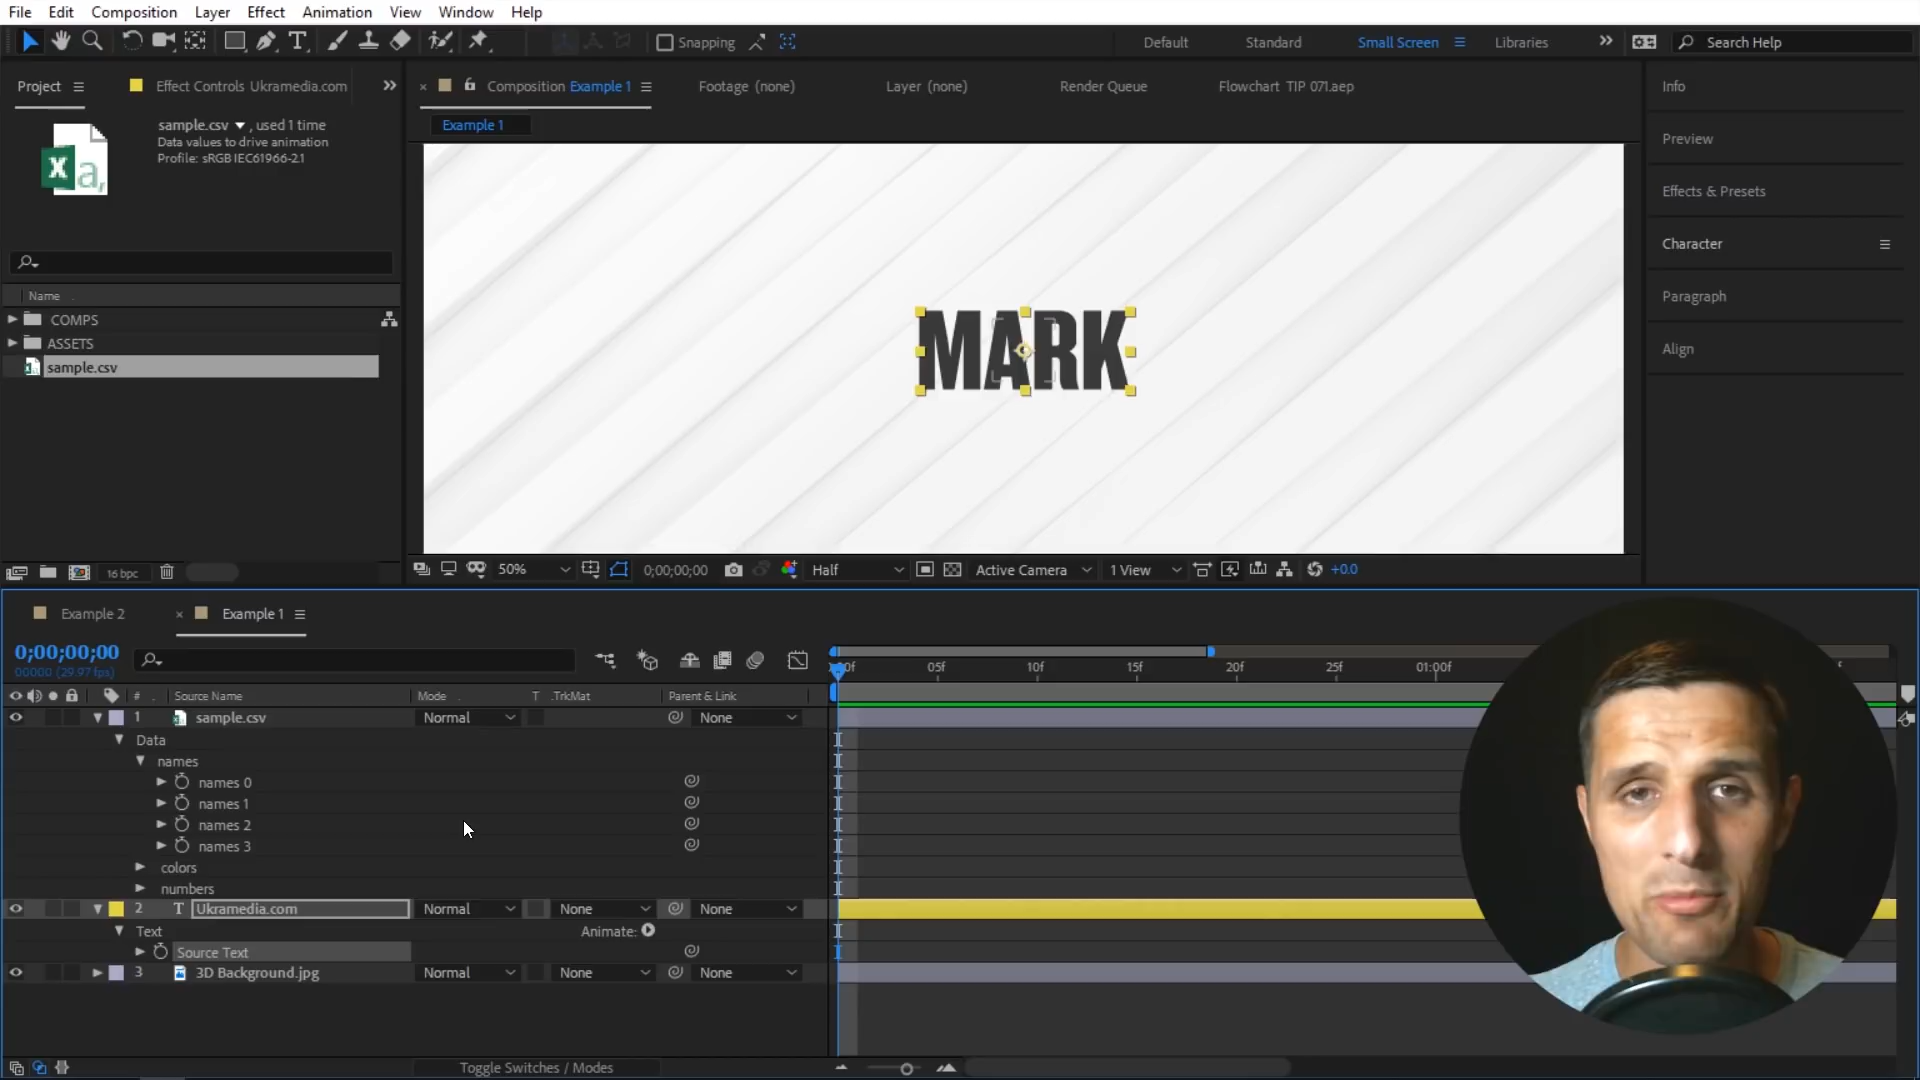 File Edit Composition Layer Effect Animation View Window Help
Snapping Default Standard Small Screen Libraries Search Help
Project Effect Controls Ukramedia.com
Composition Example 1 Footage (none) Layer (none) Render Queue Flowchart TIP 071.aep
Example 1
sample.csv , used 1 time
Data values to drive animation
Profile: sRGB IEC61966-2.1
Name
COMPS
ASSETS
sample.csv
16 bpc
MARK
50% 0;00;00;00 Half Active Camera 1 View +0.0
Info
Preview
Effects & Presets
Character
Paragraph
Align
Example 2 Example 1
0;00;00;00
00000 (29.97 fps)
05f 10f 15f 20f 25f 01:00f
# Source Name Mode T .TrkMat Parent & Link
1 sample.csv Normal None
Data
names
names 0
names 1
names 2
names 3
colors
numbers
2 T Ukramedia.com Normal None None
Text Animate:
Source Text
3 3D Background.jpg Normal None None
Toggle Switches / Modes